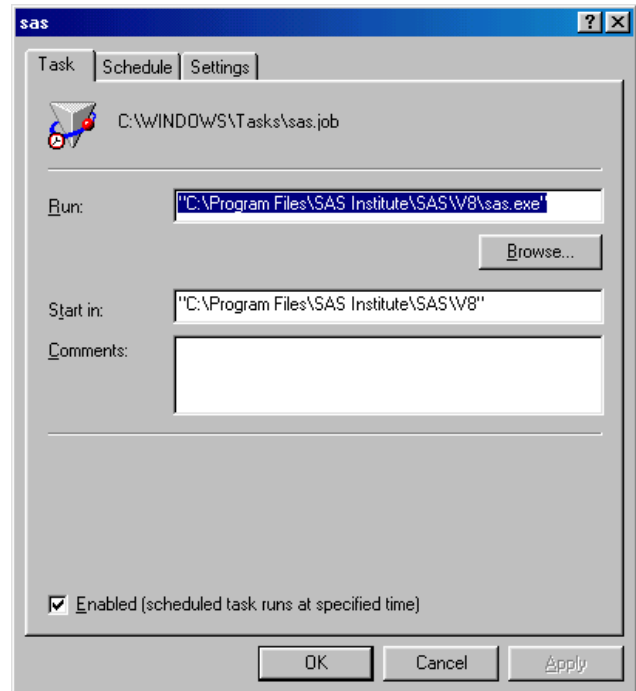 sas
Task Schedule Settings
C:\WINDOWS\Tasks\sas.job
Run: "C:\Program Files\SAS Institute\SAS\V8\sas.exe"
Browse...
Start in: "C:\Program Files\SAS Institute\SAS\V8"
Comments:
Enabled (scheduled task runs at specified time)
OK Cancel Apply